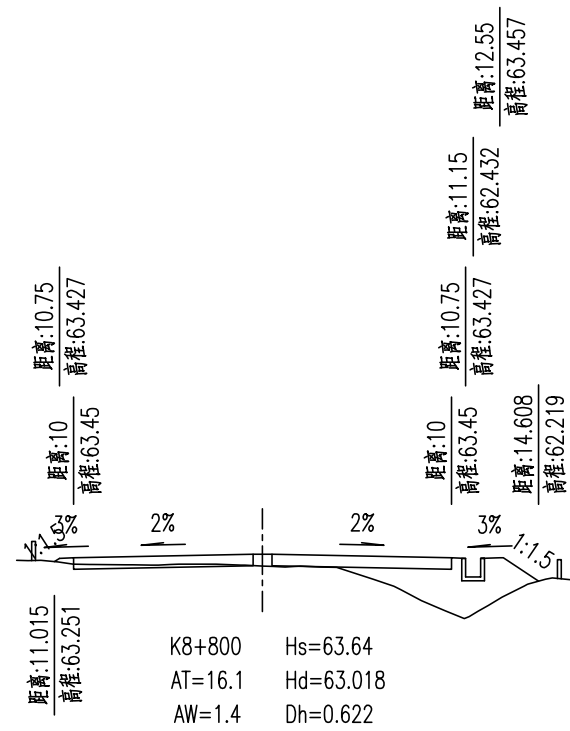 距离:12.55
高程:63.457
距离:11.15
高程:62.432
距离:10.75
高程:63.427
距离:10.75
高程:63.427
距离:10
高程:63.45
距离:10
高程:63.45
距离:14.608
高程:62.219
1:1.5
3%
2%
2%
3%
1:1.5
距离:11.015
高程:63.251
K8+800 Hs=63.64
AT=16.1 Hd=63.018
AW=1.4 Dh=0.622